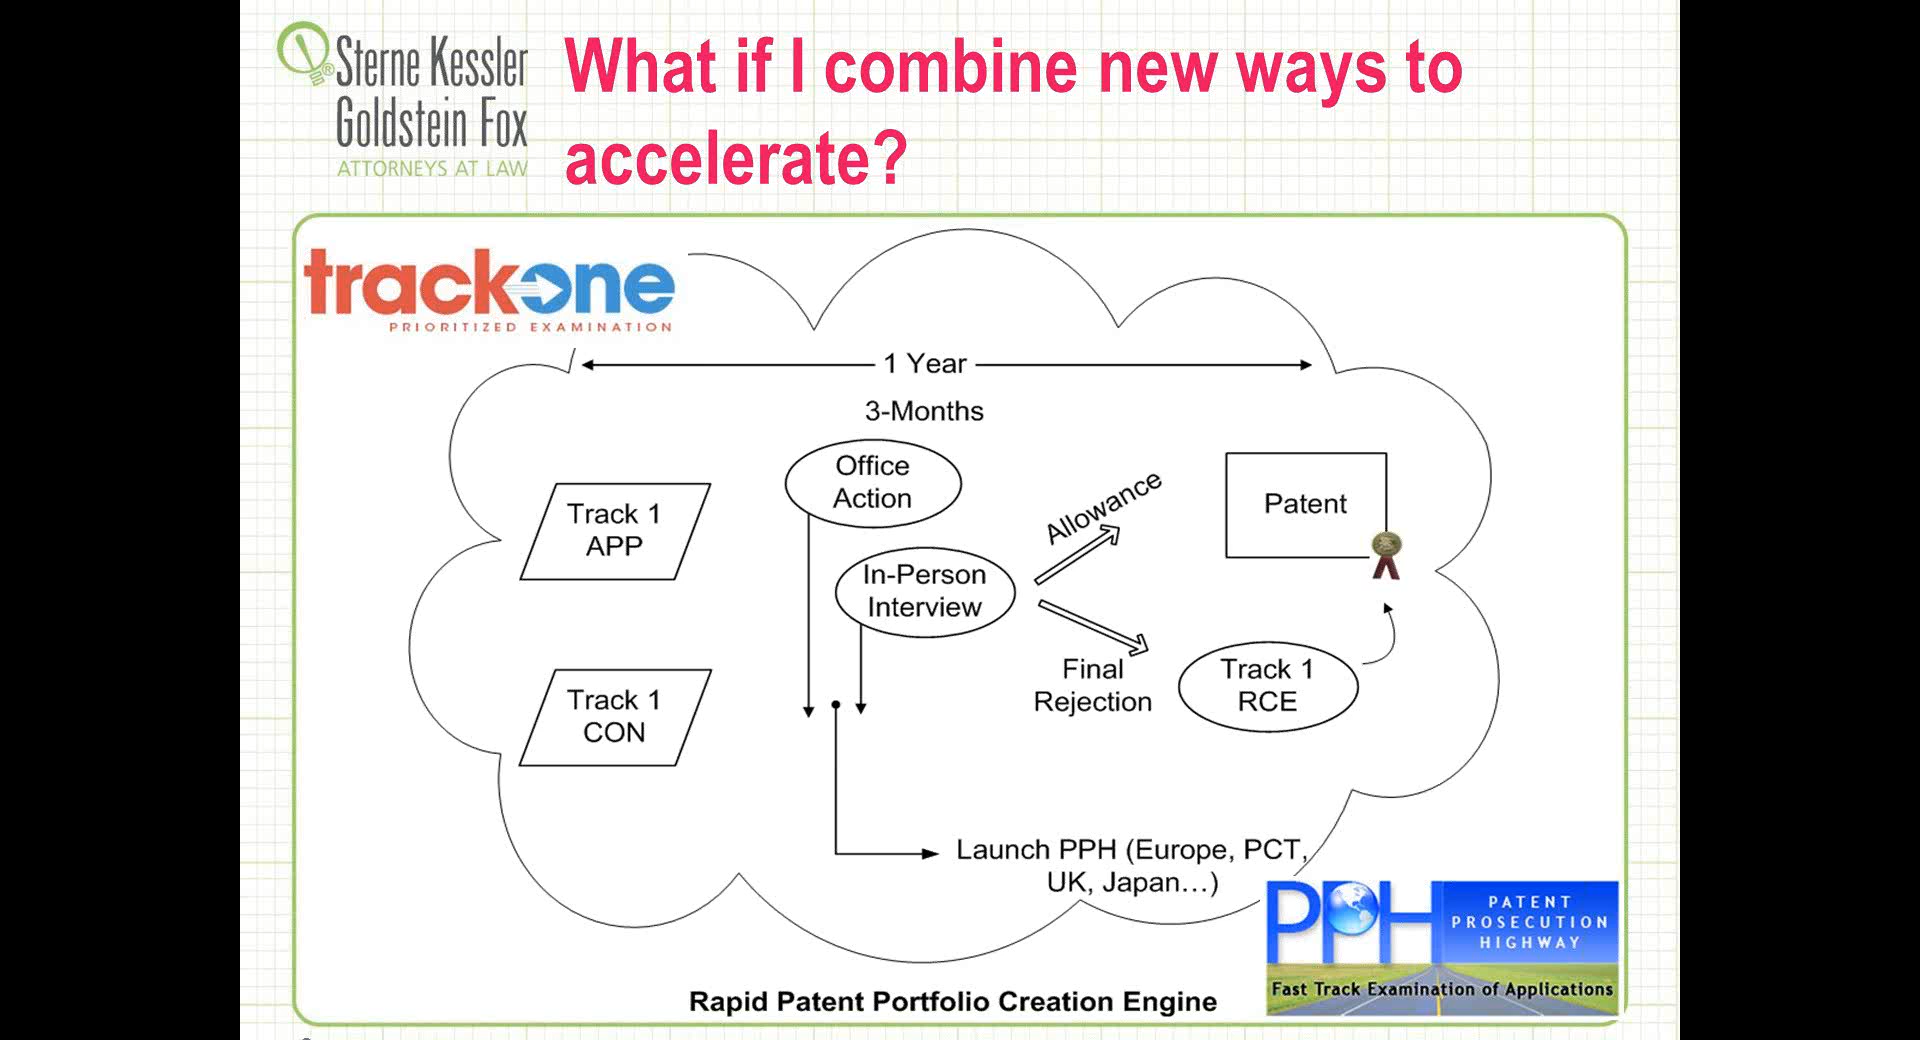 Sterne Kessler
Goldstein Fox
ATTORNEYS AT LAW
®
What if I combine new ways to
accelerate?
trackone
PRIORITIZED EXAMINATION
1 Year
3-Months
Office
Action
In-Person
Interview
Track 1
APP
Track 1
CON
Allowance
Final
Rejection
Patent
Track 1
RCE
Launch PPH (Europe, PCT,
UK, Japan...)
PPH
PATENT
PROSECUTION
HIGHWAY
Fast Track Examination of Applications
Rapid Patent Portfolio Creation Engine